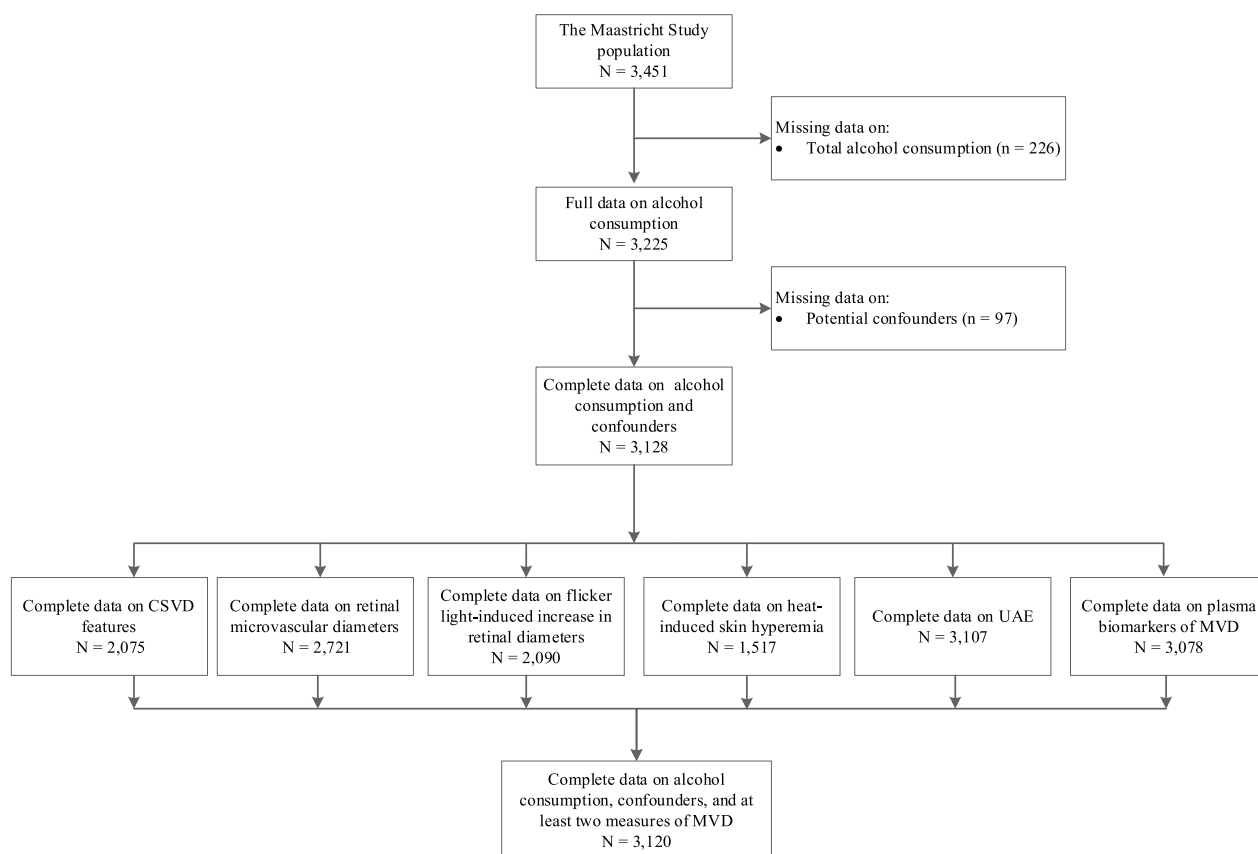 The Maastricht Study
population
N = 3,451
Missing data on:
• Total alcohol consumption (n = 226)
Full data on alcohol
consumption
N = 3,225
Missing data on:
• Potential confounders (n = 97)
Complete data on alcohol
consumption and
confounders
N = 3,128
Complete data on CSVD
features
N = 2,075
Complete data on retinal
microvascular diameters
N = 2,721
Complete data on flicker
light-induced increase in
retinal diameters
N = 2,090
Complete data on heat-
induced skin hyperemia
N = 1,517
Complete data on UAE
N = 3,107
Complete data on plasma
biomarkers of MVD
N = 3,078
Complete data on alcohol
consumption, confounders, and at
least two measures of MVD
N = 3,120